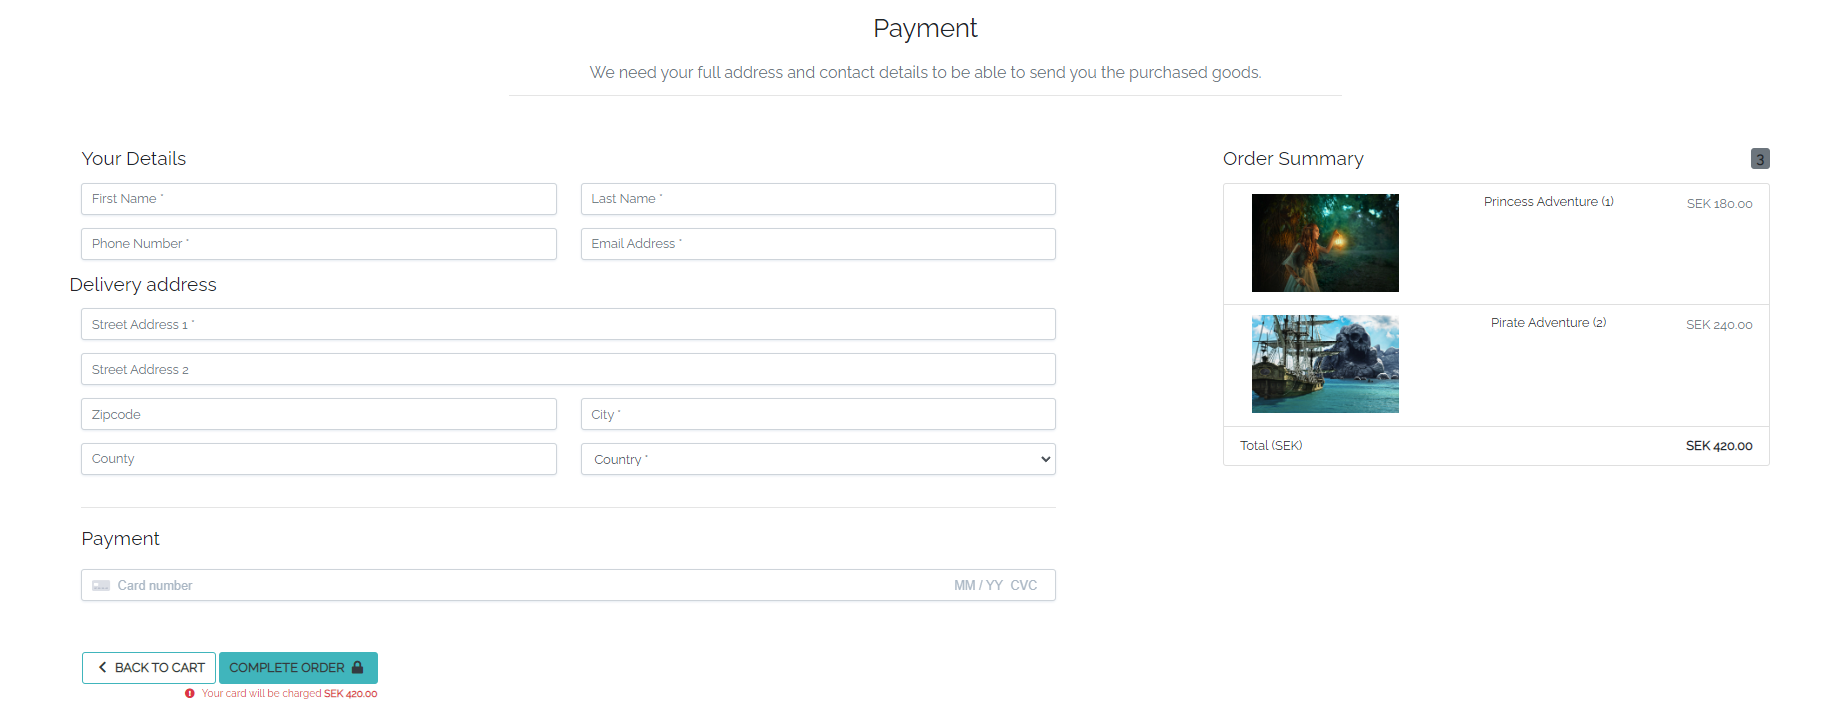 Payment
We need your full address and contact details to be able to send you the purchased goods.
Your Details
First Name *
Last Name *
Phone Number *
Email Address *
Delivery address
Street Address 1 *
Street Address 2
Zipcode
City *
County
Country *
Payment
Card number
MM / YY CVC
BACK TO CART
COMPLETE ORDER
Your card will be charged SEK 420.00
Order Summary
3
Princess Adventure (1)
SEK 180.00
Pirate Adventure (2)
SEK 240.00
Total (SEK)
SEK 420.00